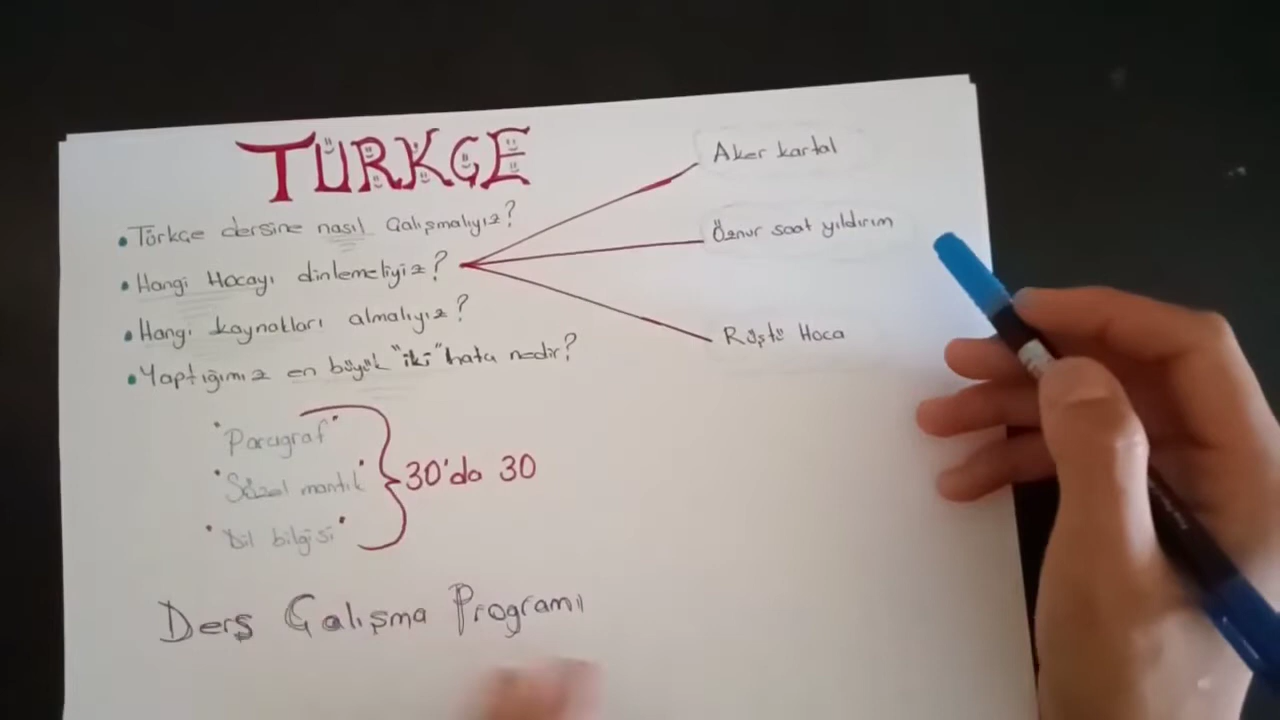 TÜRKÇE
• Türkçe dersine nasıl Çalışmalıyız?
• Hangi Hocayı dinlemeliyiz?
• Hangi kaynakları almalıyız?
• Yaptığımız en büyük "iki" hata nedir?
Aker kartal
Öznur saat yıldırım
Rüştü Hoca
"Paragraf"
"Sözel mantık"
"Dil bilgisi"
30'da 30
Ders Çalışma Programı